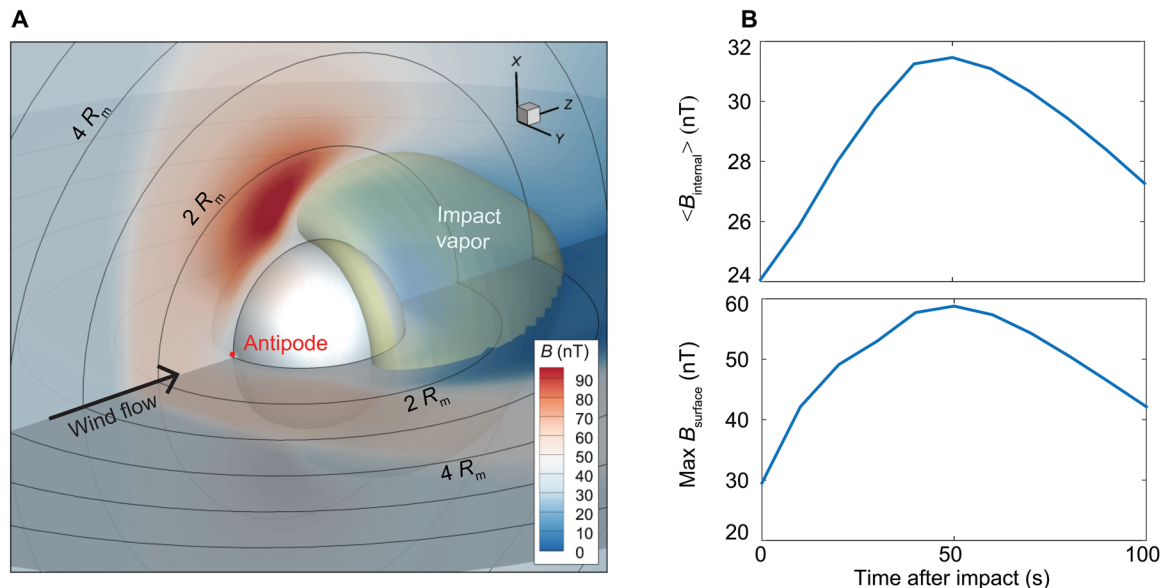 A
4 Rm
2 Rm
X
Z
Y
Impact
vapor
Antipode
Wind flow
2 Rm
4 Rm
B (nT)
90
80
70
60
50
40
30
20
10
0
B
<Binternal> (nT)
32
30
28
26
24
Max Bsurface (nT)
60
50
40
30
20
0
50
100
Time after impact (s)